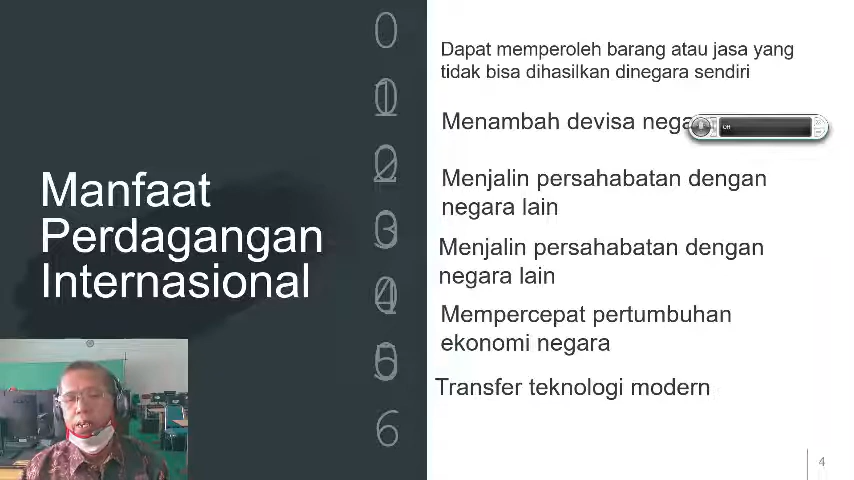 Manfaat
Perdagangan
Internasional
0
1
2
3
4
5
6
Dapat memperoleh barang atau jasa yang
tidak bisa dihasilkan dinegara sendiri
Menambah devisa
Menjalin persahabatan dengan
negara lain
Menjalin persahabatan dengan
negara lain
Mempercepat pertumbuhan
ekonomi negara
Transfer teknologi modern
4